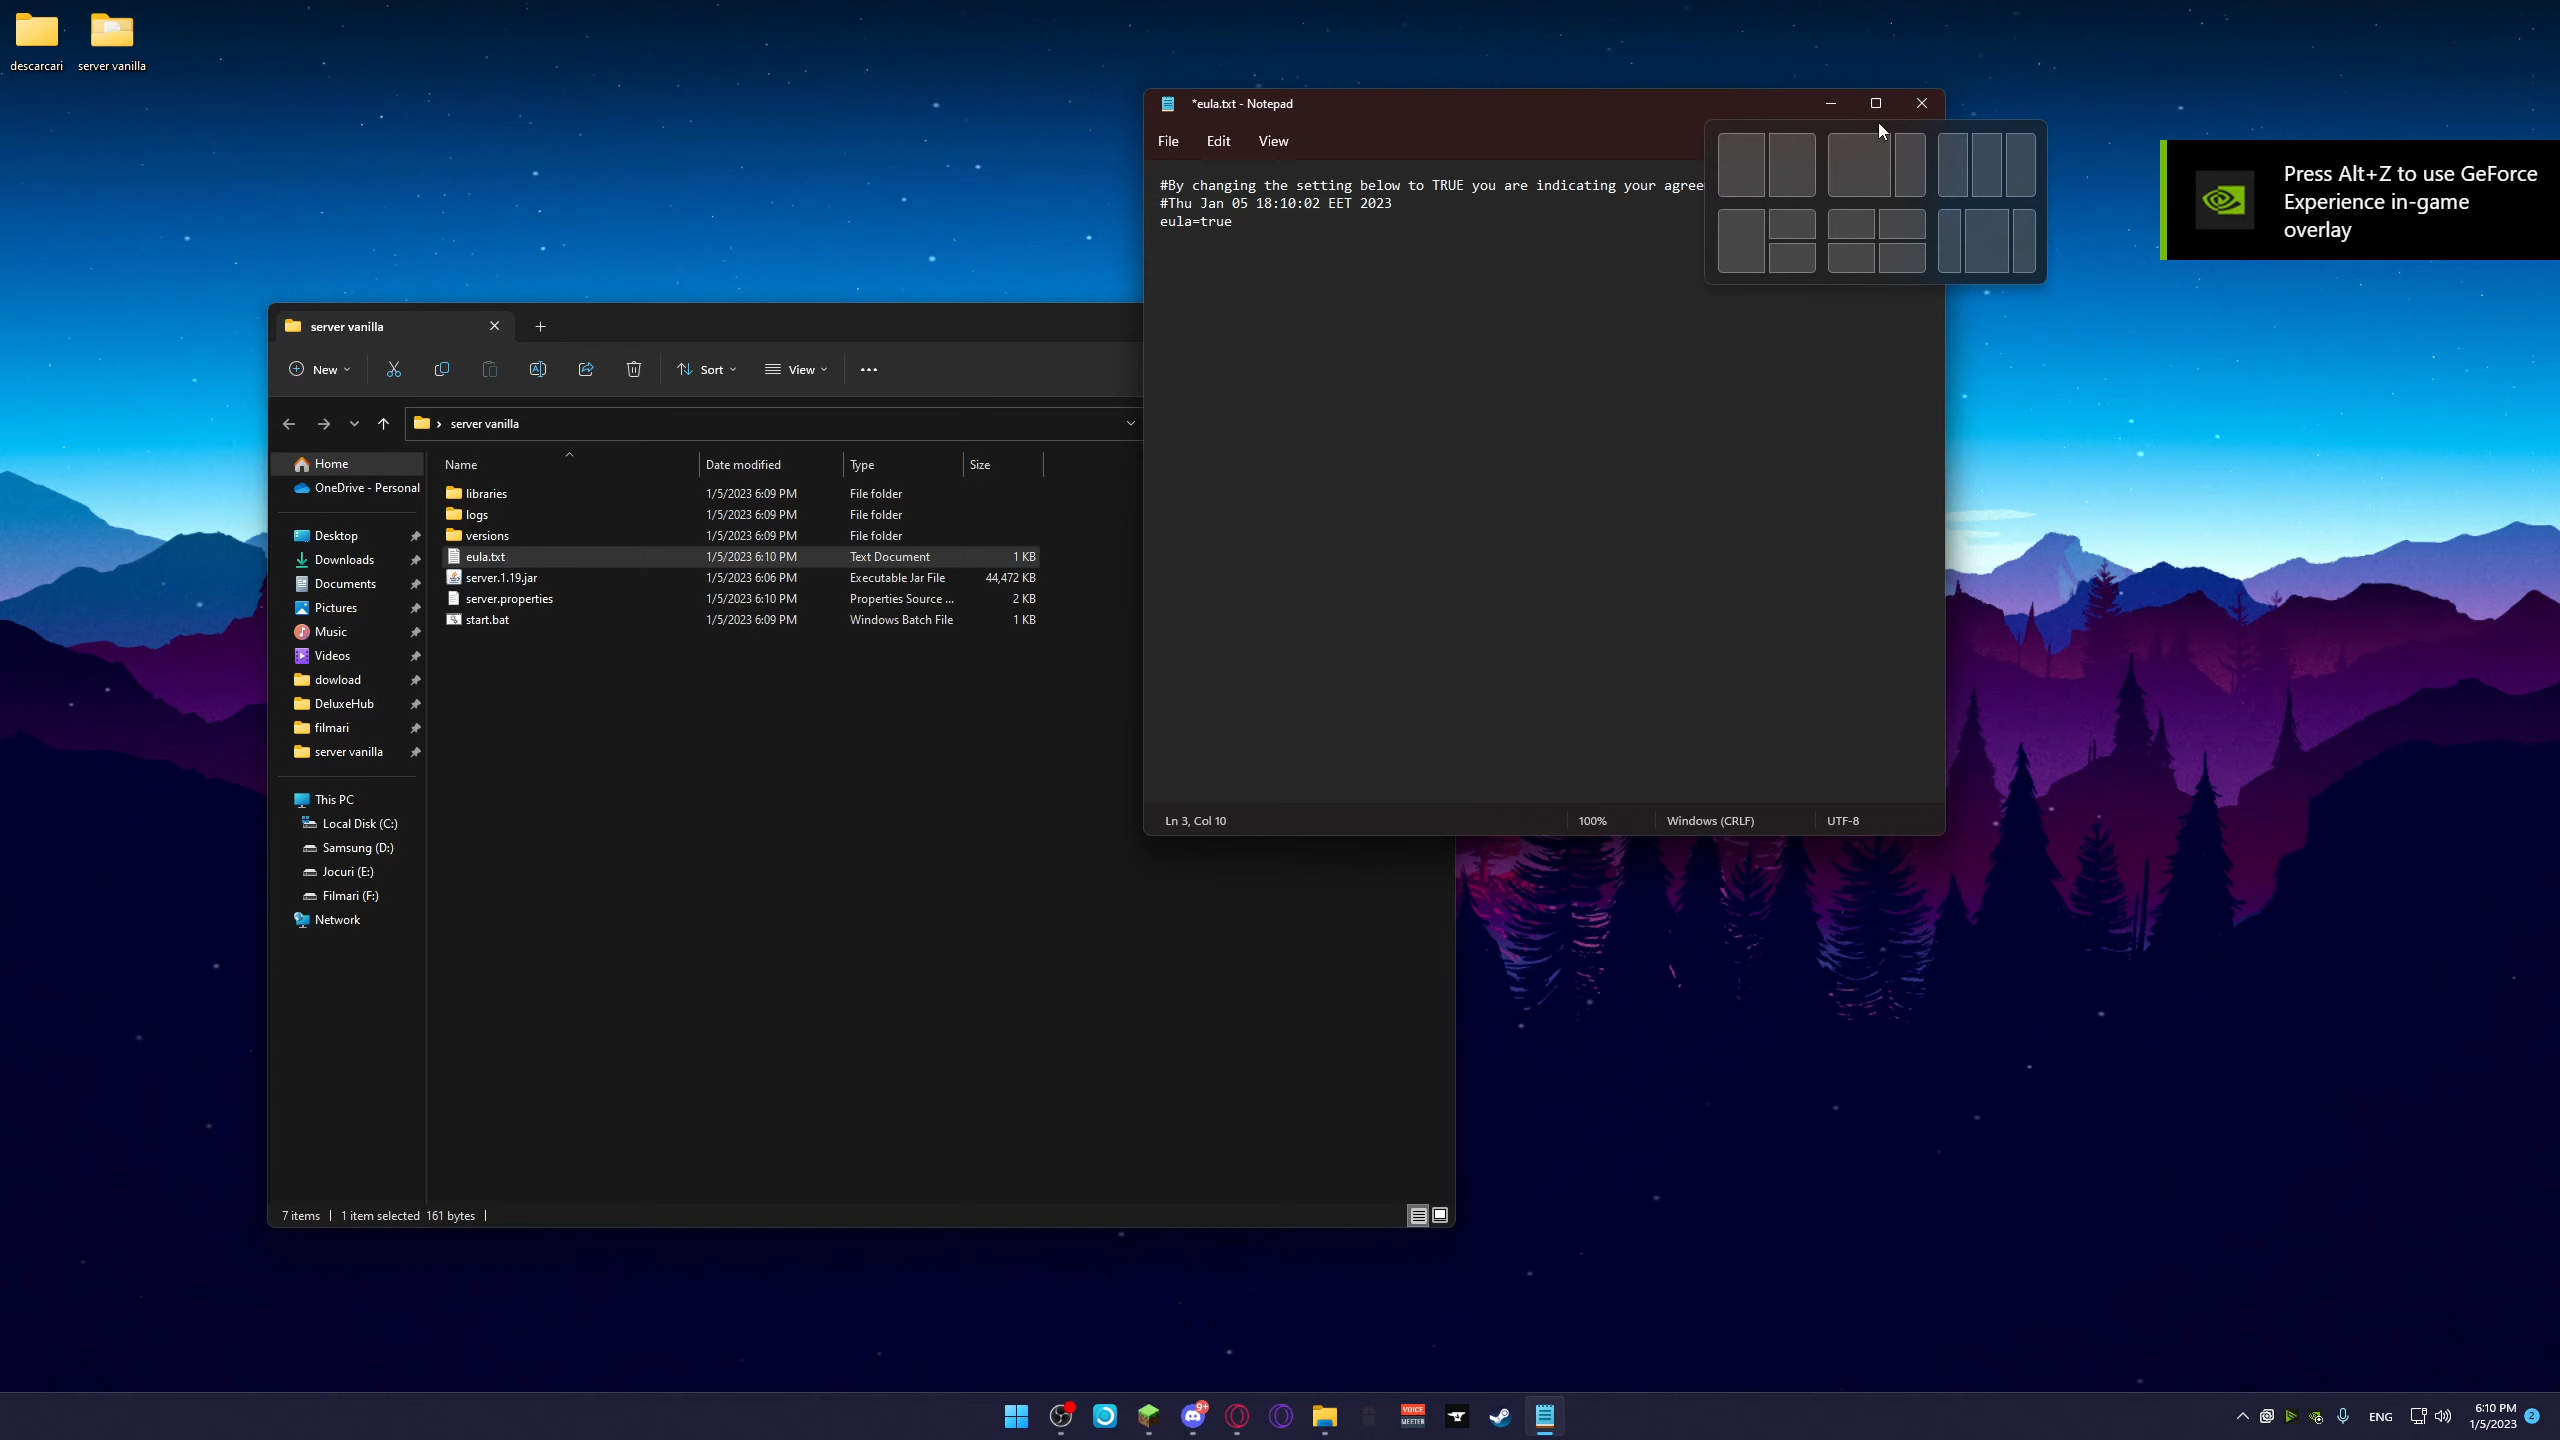 descarcari
server vanilla
*eula.txt - Notepad
File
Edit
View
#By changing the setting below to TRUE you are indicating your agree
#Thu Jan 05 18:10:02 EET 2023
eula=true
Press Alt+Z to use GeForce
Experience in-game
overlay
server vanilla
New
Sort
View
server vanilla
Name
Date modified
Type
Size
libraries 1/5/2023 6:09 PM File folder
logs 1/5/2023 6:09 PM File folder
versions 1/5/2023 6:09 PM File folder
eula.txt 1/5/2023 6:10 PM Text Document 1 KB
server.1.19.jar 1/5/2023 6:06 PM Executable Jar File 44,472 KB
server.properties 1/5/2023 6:10 PM Properties Source ... 2 KB
start.bat 1/5/2023 6:09 PM Windows Batch File 1 KB
Home
OneDrive - Personal
Desktop
Downloads
Documents
Pictures
Music
Videos
dowload
DeluxeHub
filmari
server vanilla
This PC
Local Disk (C:)
Samsung (D:)
Jocuri (E:)
Filmari (F:)
Network
Ln 3, Col 10
100%
Windows (CRLF)
UTF-8
7 items
1 item selected 161 bytes
9+
VOICE
MEETER
ENG
6:10 PM
1/5/2023
2